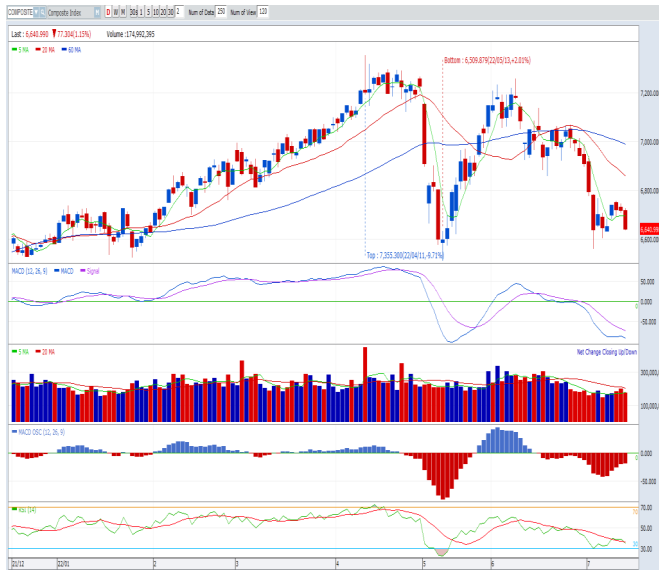 COMPOSITE Composite Index D W M 30s 1 5 10 20 30 2 Num of Data 250 Num of View 120
Last : 6,640.990 ▼ 77.304(1.15%) Volume :174,992,395
5 MA 20 MA 60 MA
Bottom : 6,509.879(22/05/13,+2.01%)
7,200.00
7,000.00
6,800.00
6,640.99
6,600.00
Top : 7,355.300(22/04/11,-9.71%)
MACD (12, 26, 9) MACD Signal
50.000
0.000
-50.000
5 MA 20 MA Net Change Closing Up/Down
300,000,
100,000,
MACD OSC (12, 26, 9)
0.000
-50.00
RSI (14)
70.00
50.00
30.00
21/12 22/01 2 3 4 5 6 7